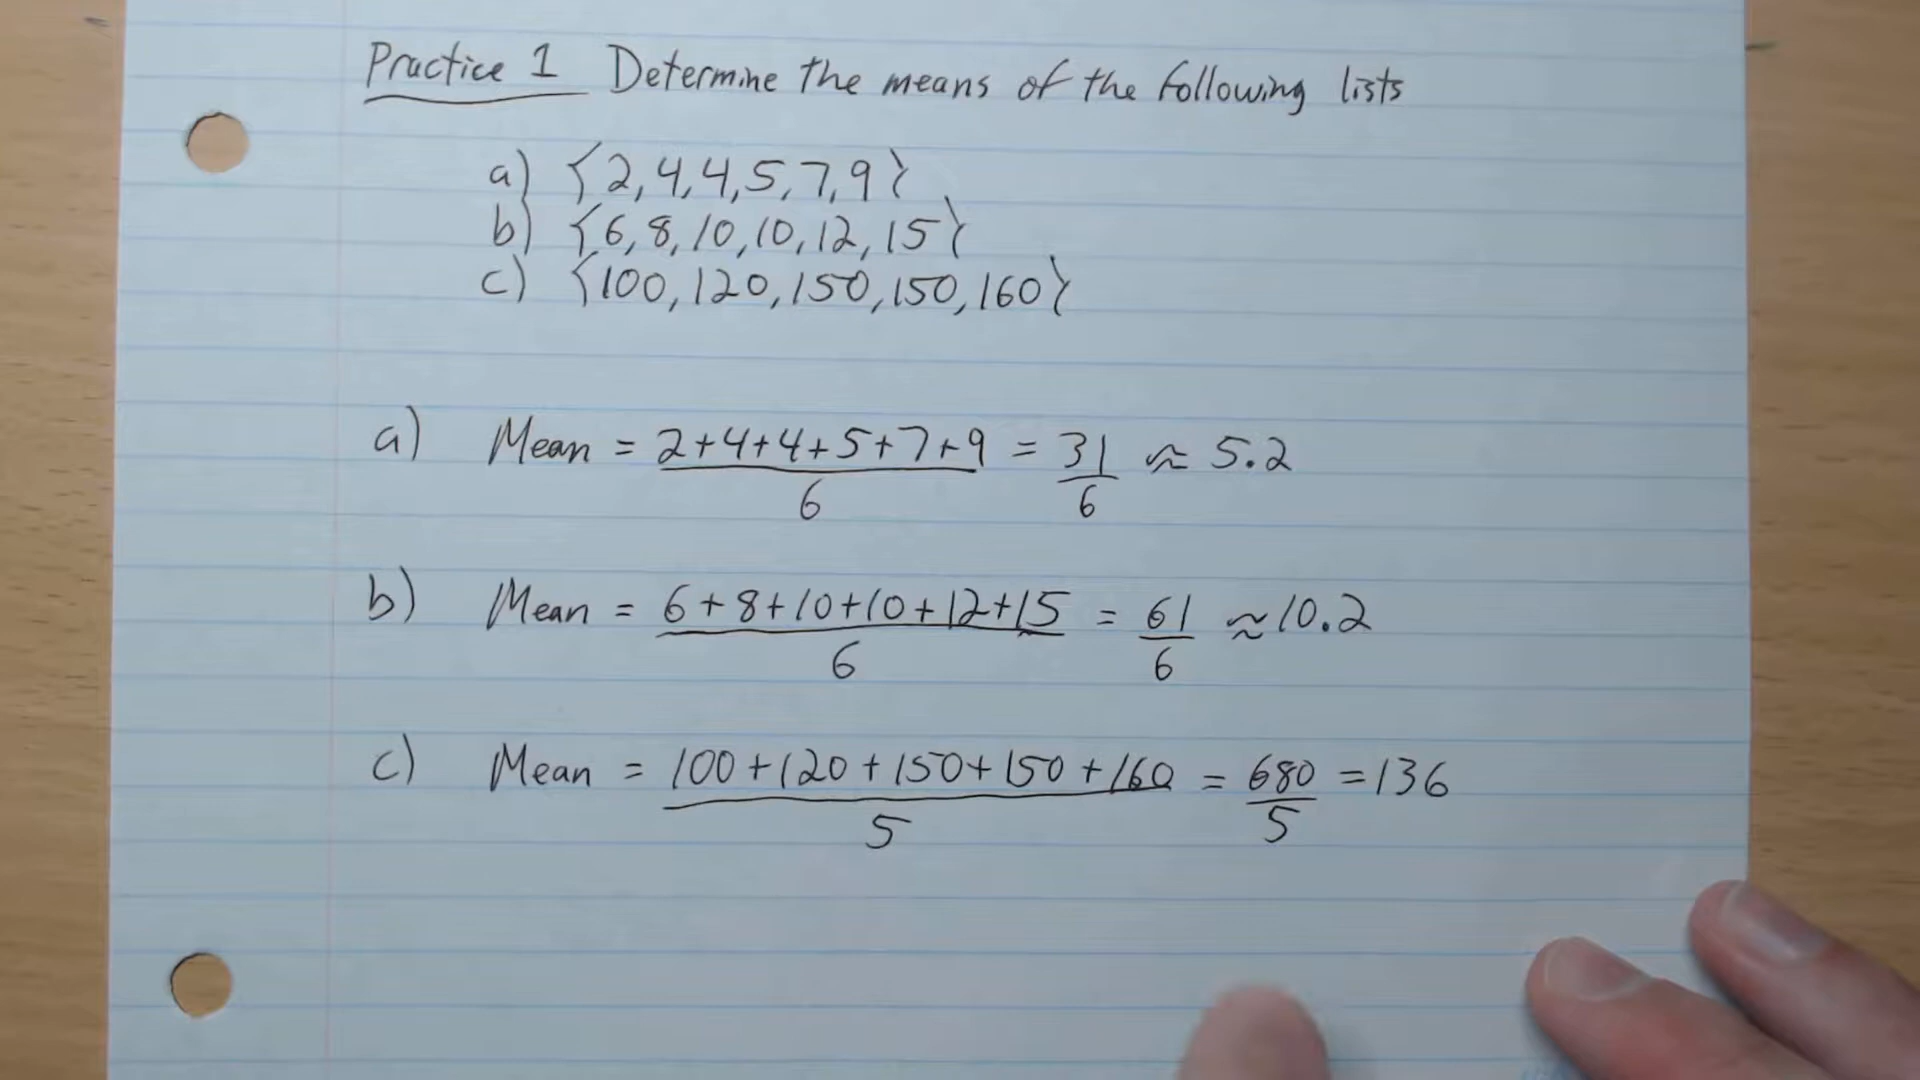 Practice 1 Determine the means of the following lists
a) {2,4,4,5,7,9}
b) {6,8,10,10,12,15}
c) {100,120,150,150,160}
a) Mean = 2+4+4+5+7+9 = 31 ≈ 5.2
6 6
b) Mean = 6+8+10+10+12+15 = 61 ≈10.2
6 6
c) Mean = 100+120+150+150+160 = 680 =136
5 5